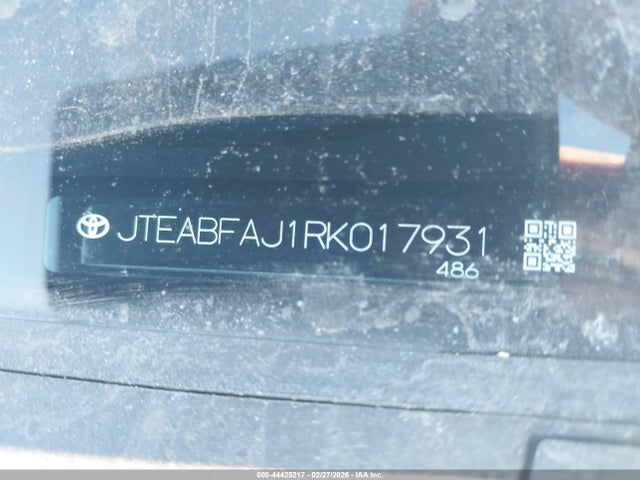 JTEABFAJ1RK017931
486
000-44425217 - 02/27/2026 - IAA Inc.